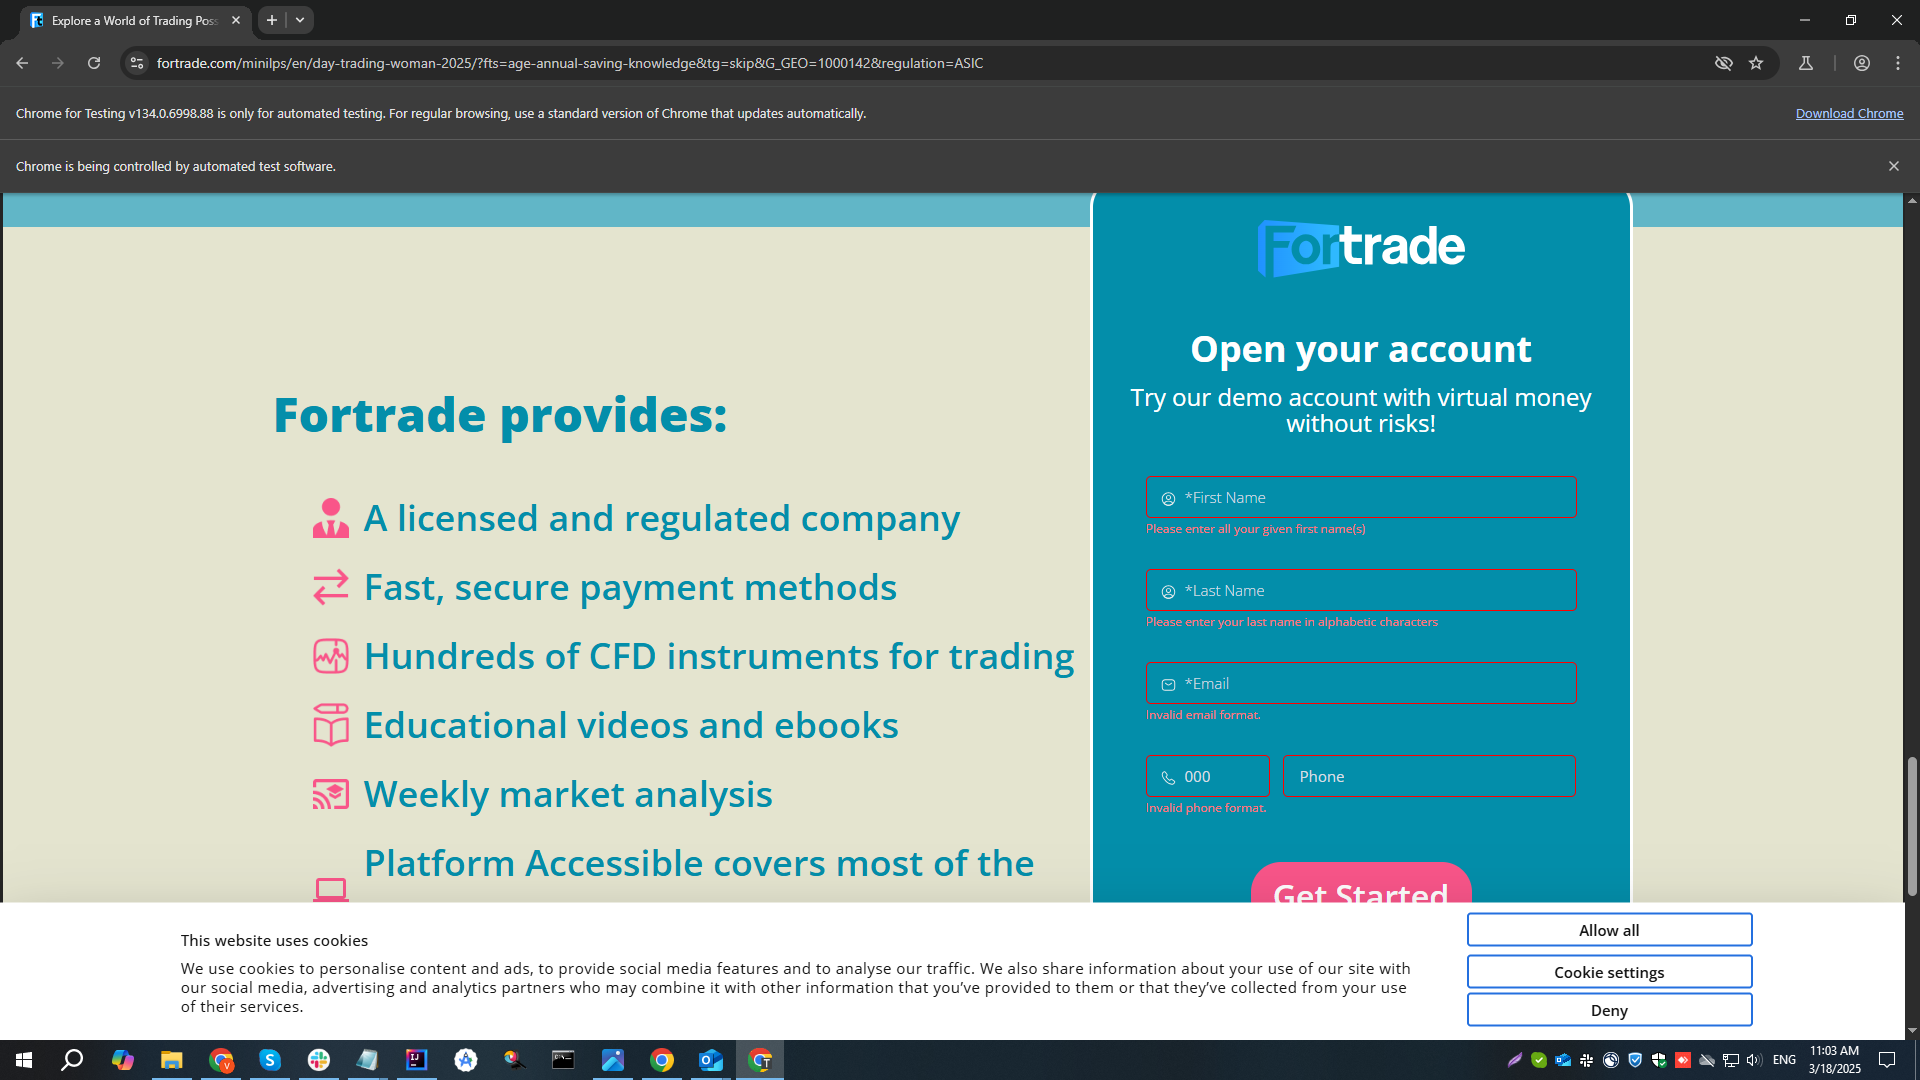 Explore a World of Trading Poss
fortrade.com/minilps/en/day-trading-woman-2025/?fts=age-annual-saving-knowledge&tg=skip&G_GEO=1000142&regulation=ASIC
Chrome for Testing v134.0.6998.88 is only for automated testing. For regular browsing, use a standard version of Chrome that updates automatically.
Download Chrome
Chrome is being controlled by automated test software.
Fortrade
Open your account
Try our demo account with virtual money
without risks!
*First Name
Please enter all your given first name(s)
*Last Name
Please enter your last name in alphabetic characters
*Email
Invalid email format.
000
Phone
Invalid phone format.
Get Started
Fortrade provides:
A licensed and regulated company
Fast, secure payment methods
Hundreds of CFD instruments for trading
Educational videos and ebooks
Weekly market analysis
Platform Accessible covers most of the
This website uses cookies
We use cookies to personalise content and ads, to provide social media features and to analyse our traffic. We also share information about your use of our site with
our social media, advertising and analytics partners who may combine it with other information that you've provided to them or that they've collected from your use
of their services.
Allow all
Cookie settings
Deny
ENG
11:03 AM
3/18/2025